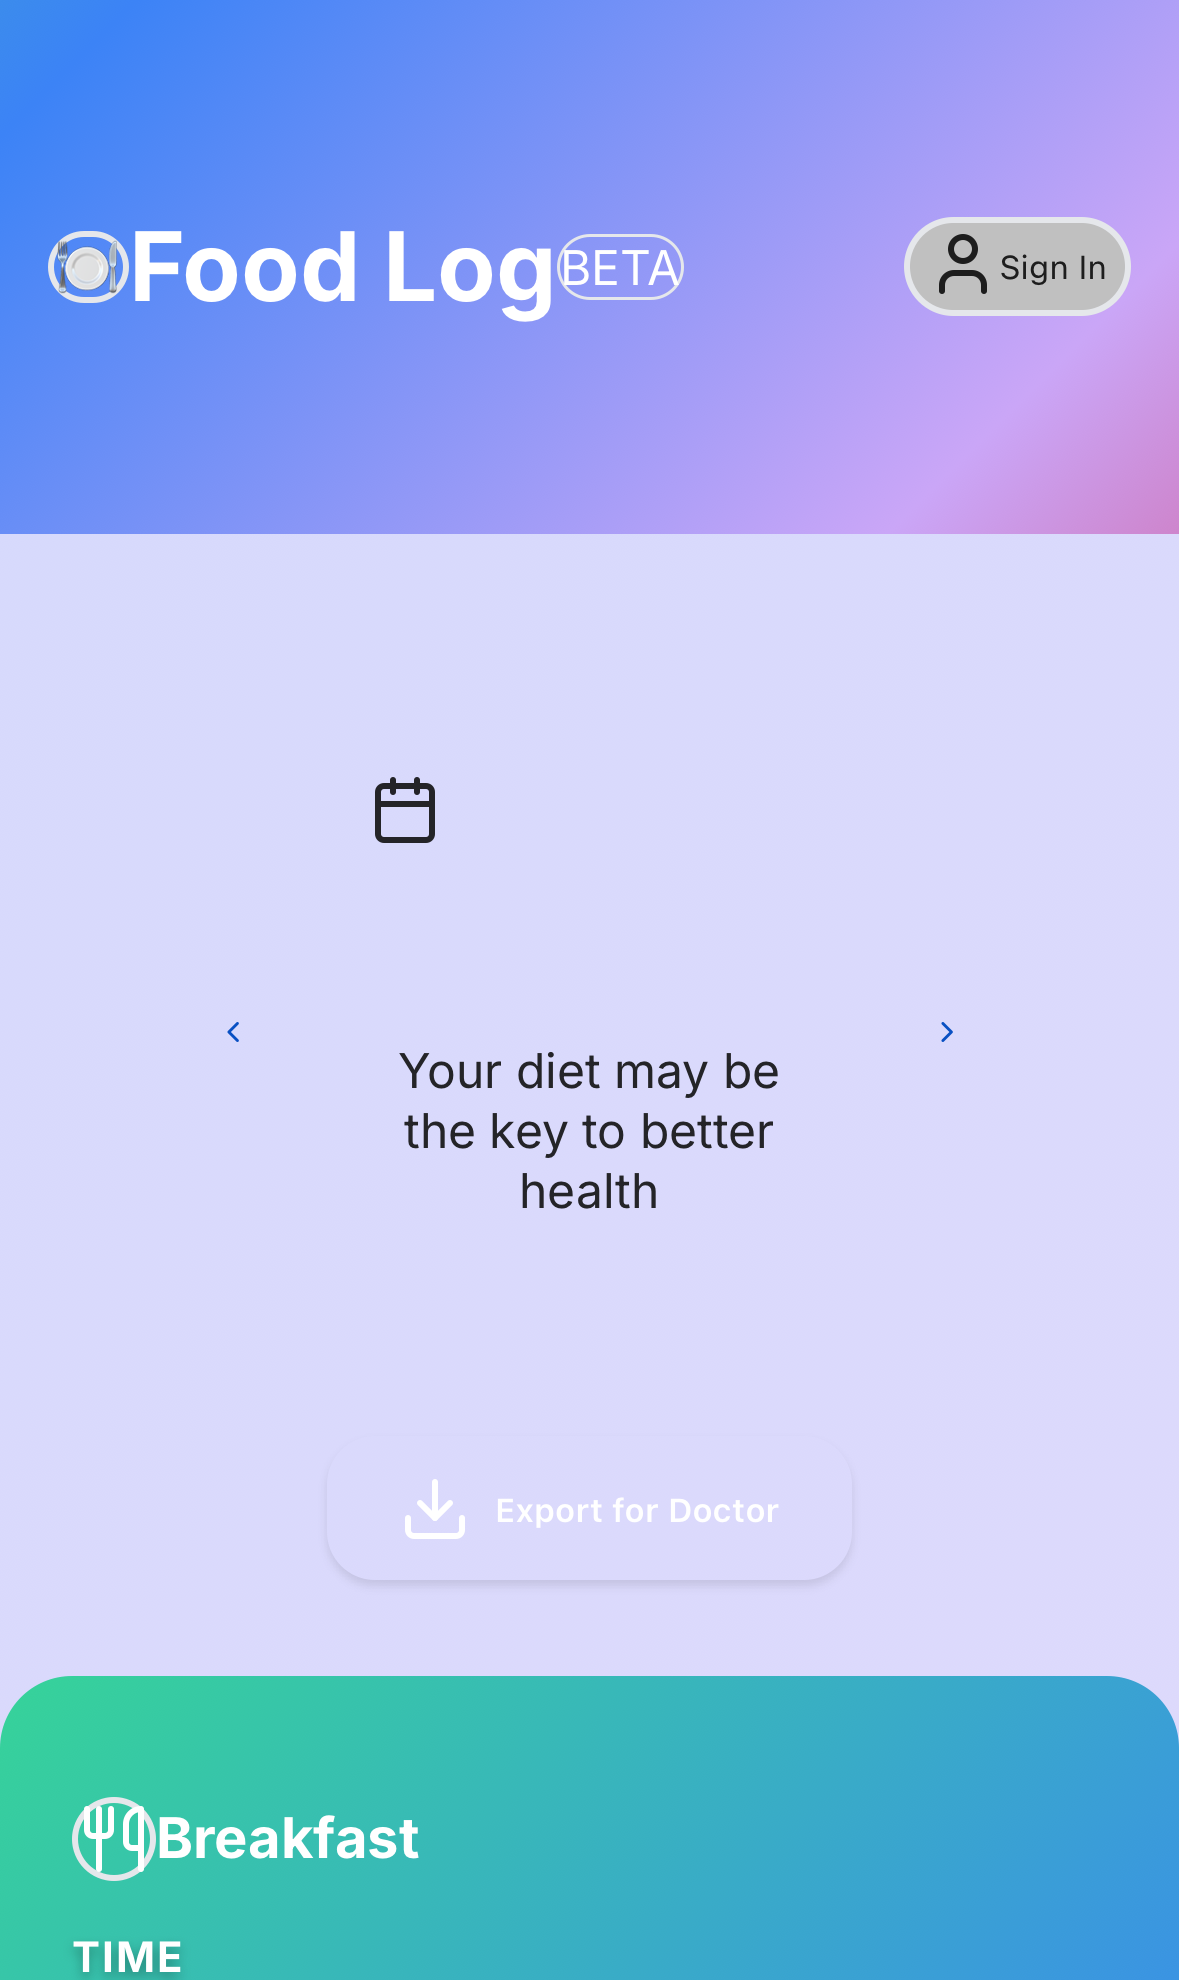 Food Log BETA
Sign In
Your diet may be
the key to better
health
Export for Doctor
Breakfast
TIME